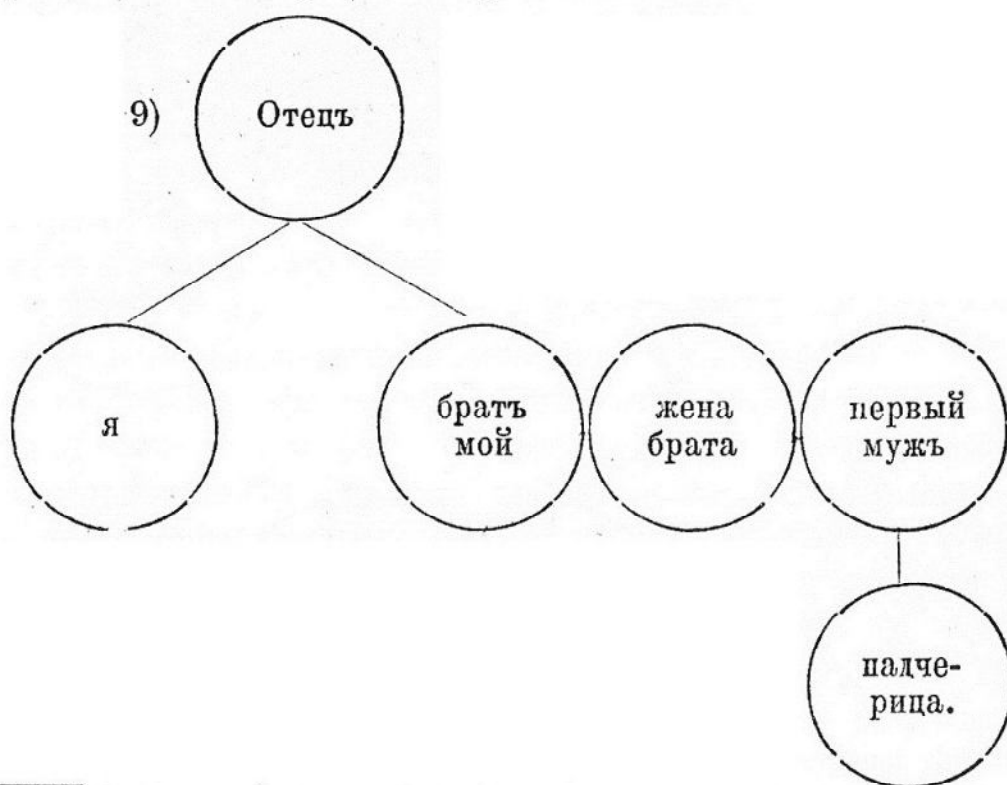 9)
Отецъ
я
братъ
мой
жена
брата
первый
мужъ
падче-
рица.